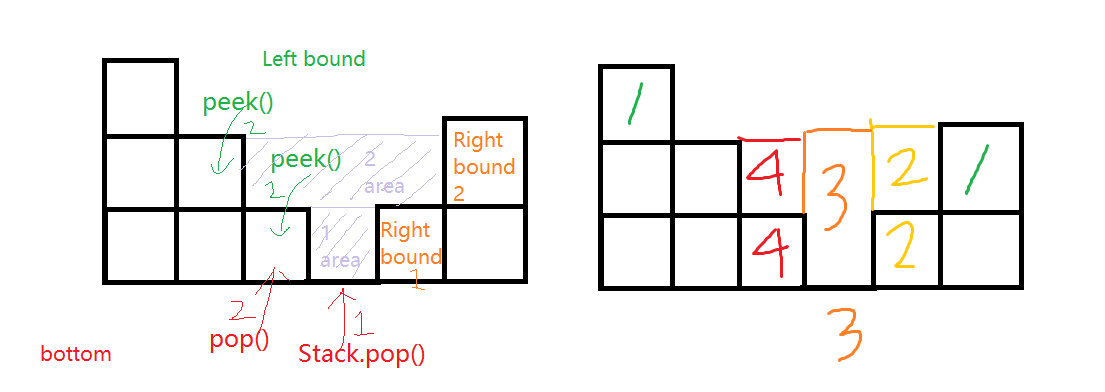 Left bound
peek()
2
peek()
2
2
area
Right
bound
2
1
area
Right
bound
1
2
pop()
1
Stack.pop()
bottom
1
4
3
2
1
4
2
3